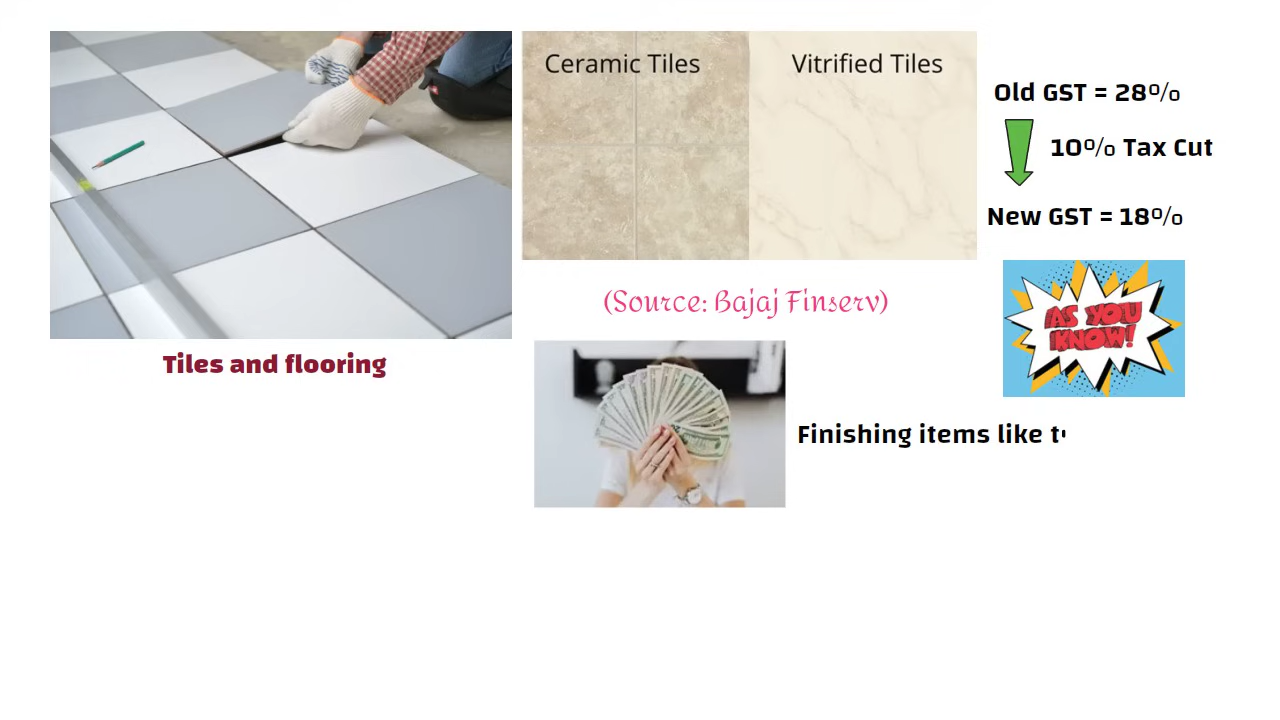 Ceramic Tiles
Vitrified Tiles
Old GST = 28%
10% Tax Cut
New GST = 18%
(Source: Bajaj Finserv)
AS YOU
KNOW!
Tiles and flooring
Finishing items like